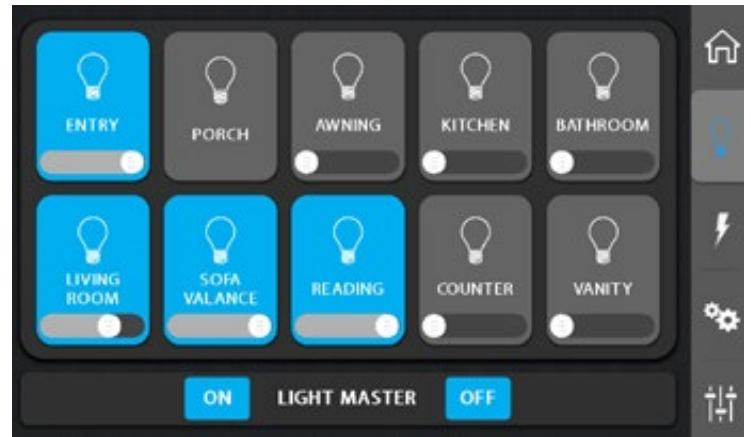 ENTRY
PORCH
AWNING
KITCHEN
BATHROOM
LIVING
ROOM
SOFA
VALANCE
READING
COUNTER
VANITY
ON
LIGHT MASTER
OFF